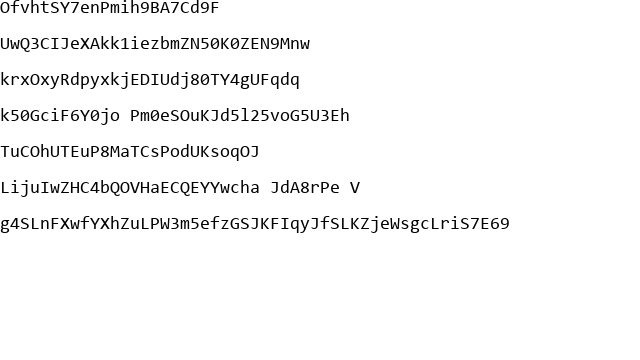 OfvhtSY7enPmih9BA7Cd9F
UwQ3CIJeXAkk1iezbmZN50K0ZEN9Mnw
krxOxyRdpyxkjEDIUdj80TY4gUFqdq
k50GciF6Y0jo Pm0eSOuKJd5l25voG5U3Eh
TuCOhUTEuP8MaTCsPodUKsoqOJ
LijuIwZHC4bQOVHaECQEYYwcha JdA8rPe V
g4SLnFXwfYXhZuLPW3m5efzGSJKFIqyJfSLKZjeWsgcLriS7E69